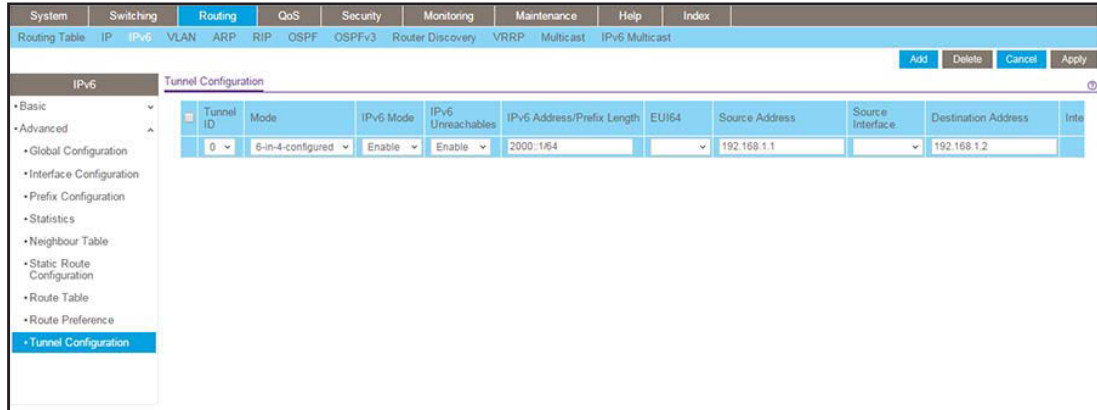 System Switching Routing QoS Security Monitoring Maintenance Help Index
Routing Table IP IPv6 VLAN ARP RIP OSPF OSPFv3 Router Discovery VRRP Multicast IPv6 Multicast
Add Delete Cancel Apply
IPv6
Tunnel Configuration
Basic
Advanced
Global Configuration
Interface Configuration
Prefix Configuration
Statistics
Neighbour Table
Static Route
Configuration
Route Table
Route Preference
Tunnel Configuration
Tunnel
ID
Mode
IPv6 Mode
IPv6
Unreachables
IPv6 Address/Prefix Length
EUI64
Source Address
Source
Interface
Destination Address
Inte
0 6-in-4-configured Enable Enable 2000::1/64 192.168.1.1 192.168.1.2